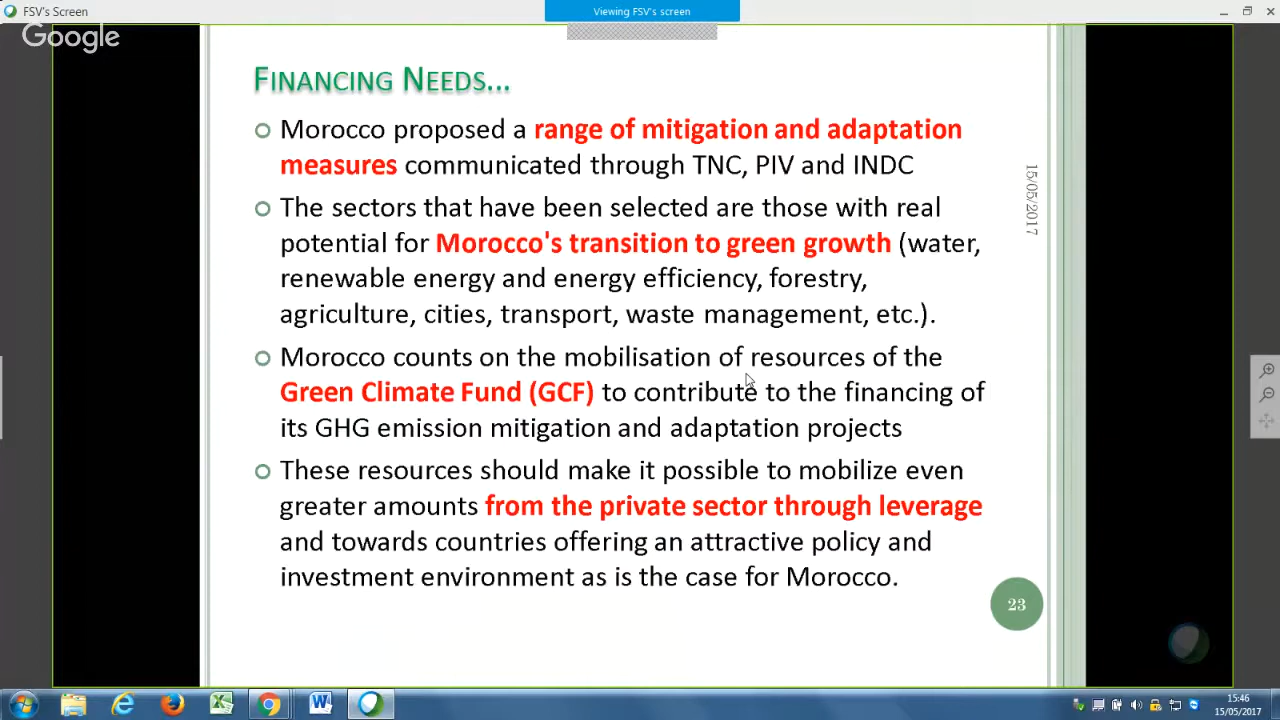 FSV's Screen
Viewing FSV's screen
Google
FINANCING NEEDS...
Morocco proposed a range of mitigation and adaptation
measures communicated through TNC, PIV and INDC
The sectors that have been selected are those with real
potential for Morocco's transition to green growth (water,
renewable energy and energy efficiency, forestry,
agriculture, cities, transport, waste management, etc.).
Morocco counts on the mobilisation of resources of the
Green Climate Fund (GCF) to contribute to the financing of
its GHG emission mitigation and adaptation projects
These resources should make it possible to mobilize even
greater amounts from the private sector through leverage
and towards countries offering an attractive policy and
investment environment as is the case for Morocco.
15/05/2017
23
15:46
15/05/2017